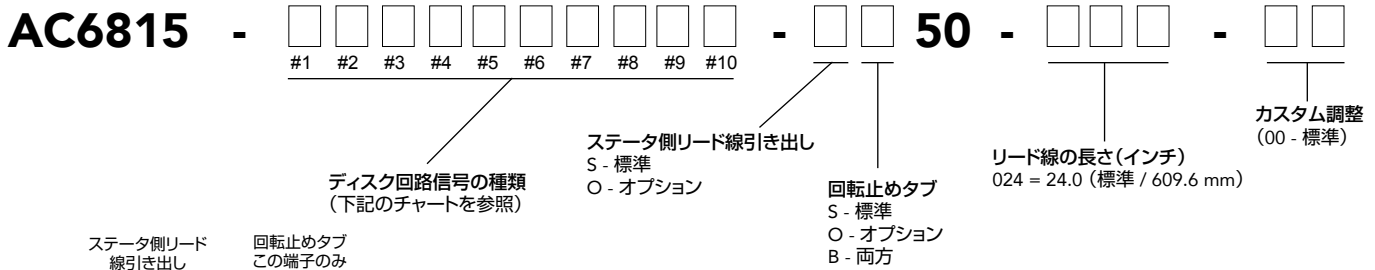 AC6815 - □□□□□□□□□□ - □□ 50 - □□□ - □□
#1 #2 #3 #4 #5 #6 #7 #8 #9 #10
ディスク回路信号の種類
(下記のチャートを参照)
ステータ側リード線引き出し
S - 標準
O - オプション
回転止めタブ
S - 標準
O - オプション
B - 両方
リード線の長さ(インチ)
024 = 24.0 (標準 / 609.6 mm)
カスタム調整
(00 - 標準)
ステータ側リード
線引き出し
回転止めタブ
この端子のみ